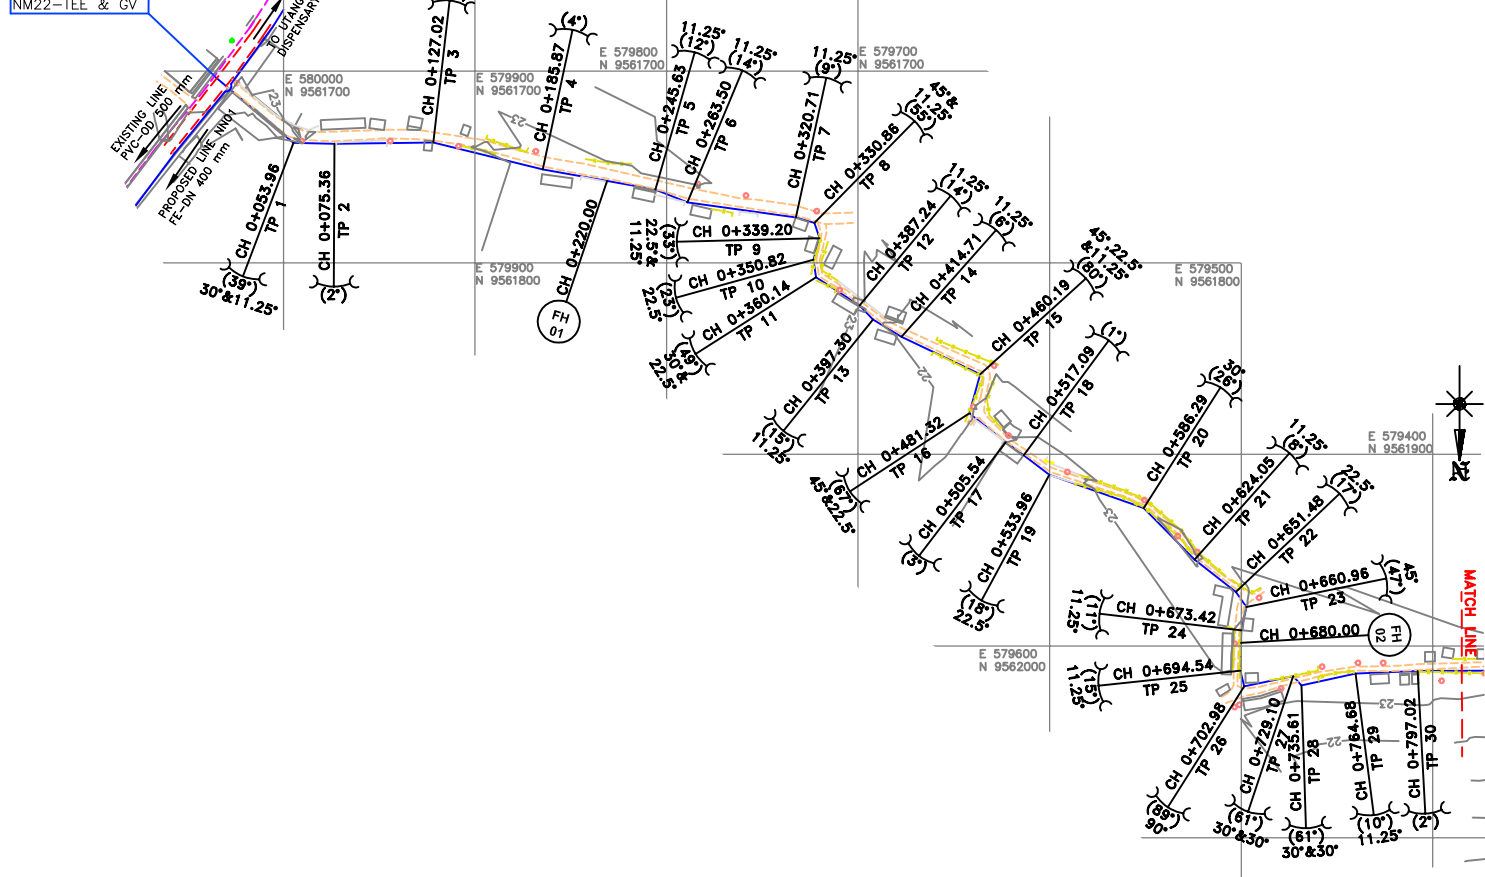 NM22-TEE & GV
TO UTANG
DISPENSARY
EXISTING LINE
PVC-OD 500 mm
PROPOSED LINE NN01
FE-DN 400 mm
E 580000
N 9561700
E 579900
N 9561700
E 579800
N 9561700
E 579700
N 9561700
E 579900
N 9561800
E 579500
N 9561800
E 579400
N 9561900
E 579600
N 9562000
CH 0+053.96
TP 1
(39°)
30°&11.25°
CH 0+075.36
TP 2
(2°)
CH 0+127.02
TP 3
CH 0+185.87
TP 4
(4°)
CH 0+220.00
FH
01
CH 0+245.63
TP 5
(12°)
11.25°
CH 0+263.50
TP 6
(14°)
11.25°
CH 0+320.71
TP 7
(9°)
11.25°
CH 0+330.86
TP 8
(55°)
45°&
11.25°
CH 0+339.20
TP 9
(33°)
22.5°&
11.25°
CH 0+350.82
TP 10
(23°)
22.5°
CH 0+360.14
TP 11
(49°)
30°&
22.5°
CH 0+387.24
TP 12
(14°)
11.25°
CH 0+397.30
TP 13
(15°)
11.25°
CH 0+414.71
TP 14
(6°)
11.25°
CH 0+460.19
TP 15
(80°)
45°,22.5°
&11.25°
CH 0+481.32
TP 16
(67°)
45°&22.5°
CH 0+505.54
TP 17
(3°)
CH 0+517.09
TP 18
(1°)
CH 0+533.96
TP 19
(18°)
22.5°
CH 0+586.29
TP 20
(26°)
30°
CH 0+624.05
TP 21
(8°)
11.25°
CH 0+651.48
TP 22
(17°)
22.5°
CH 0+660.96
TP 23
(47°)
45°
CH 0+673.42
TP 24
(11°)
11.25°
CH 0+680.00
FH
02
CH 0+694.54
TP 25
(15°)
11.25°
CH 0+702.98
TP 26
(89°)
90°
CH 0+729.10
TP 27
(61°)
30°&30°
CH 0+735.61
TP 28
(61°)
30°&30°
CH 0+764.68
TP 29
(10°)
11.25°
CH 0+797.02
TP 30
(2°)
MATCH LINE
N
23
23
23
22
23
23
22